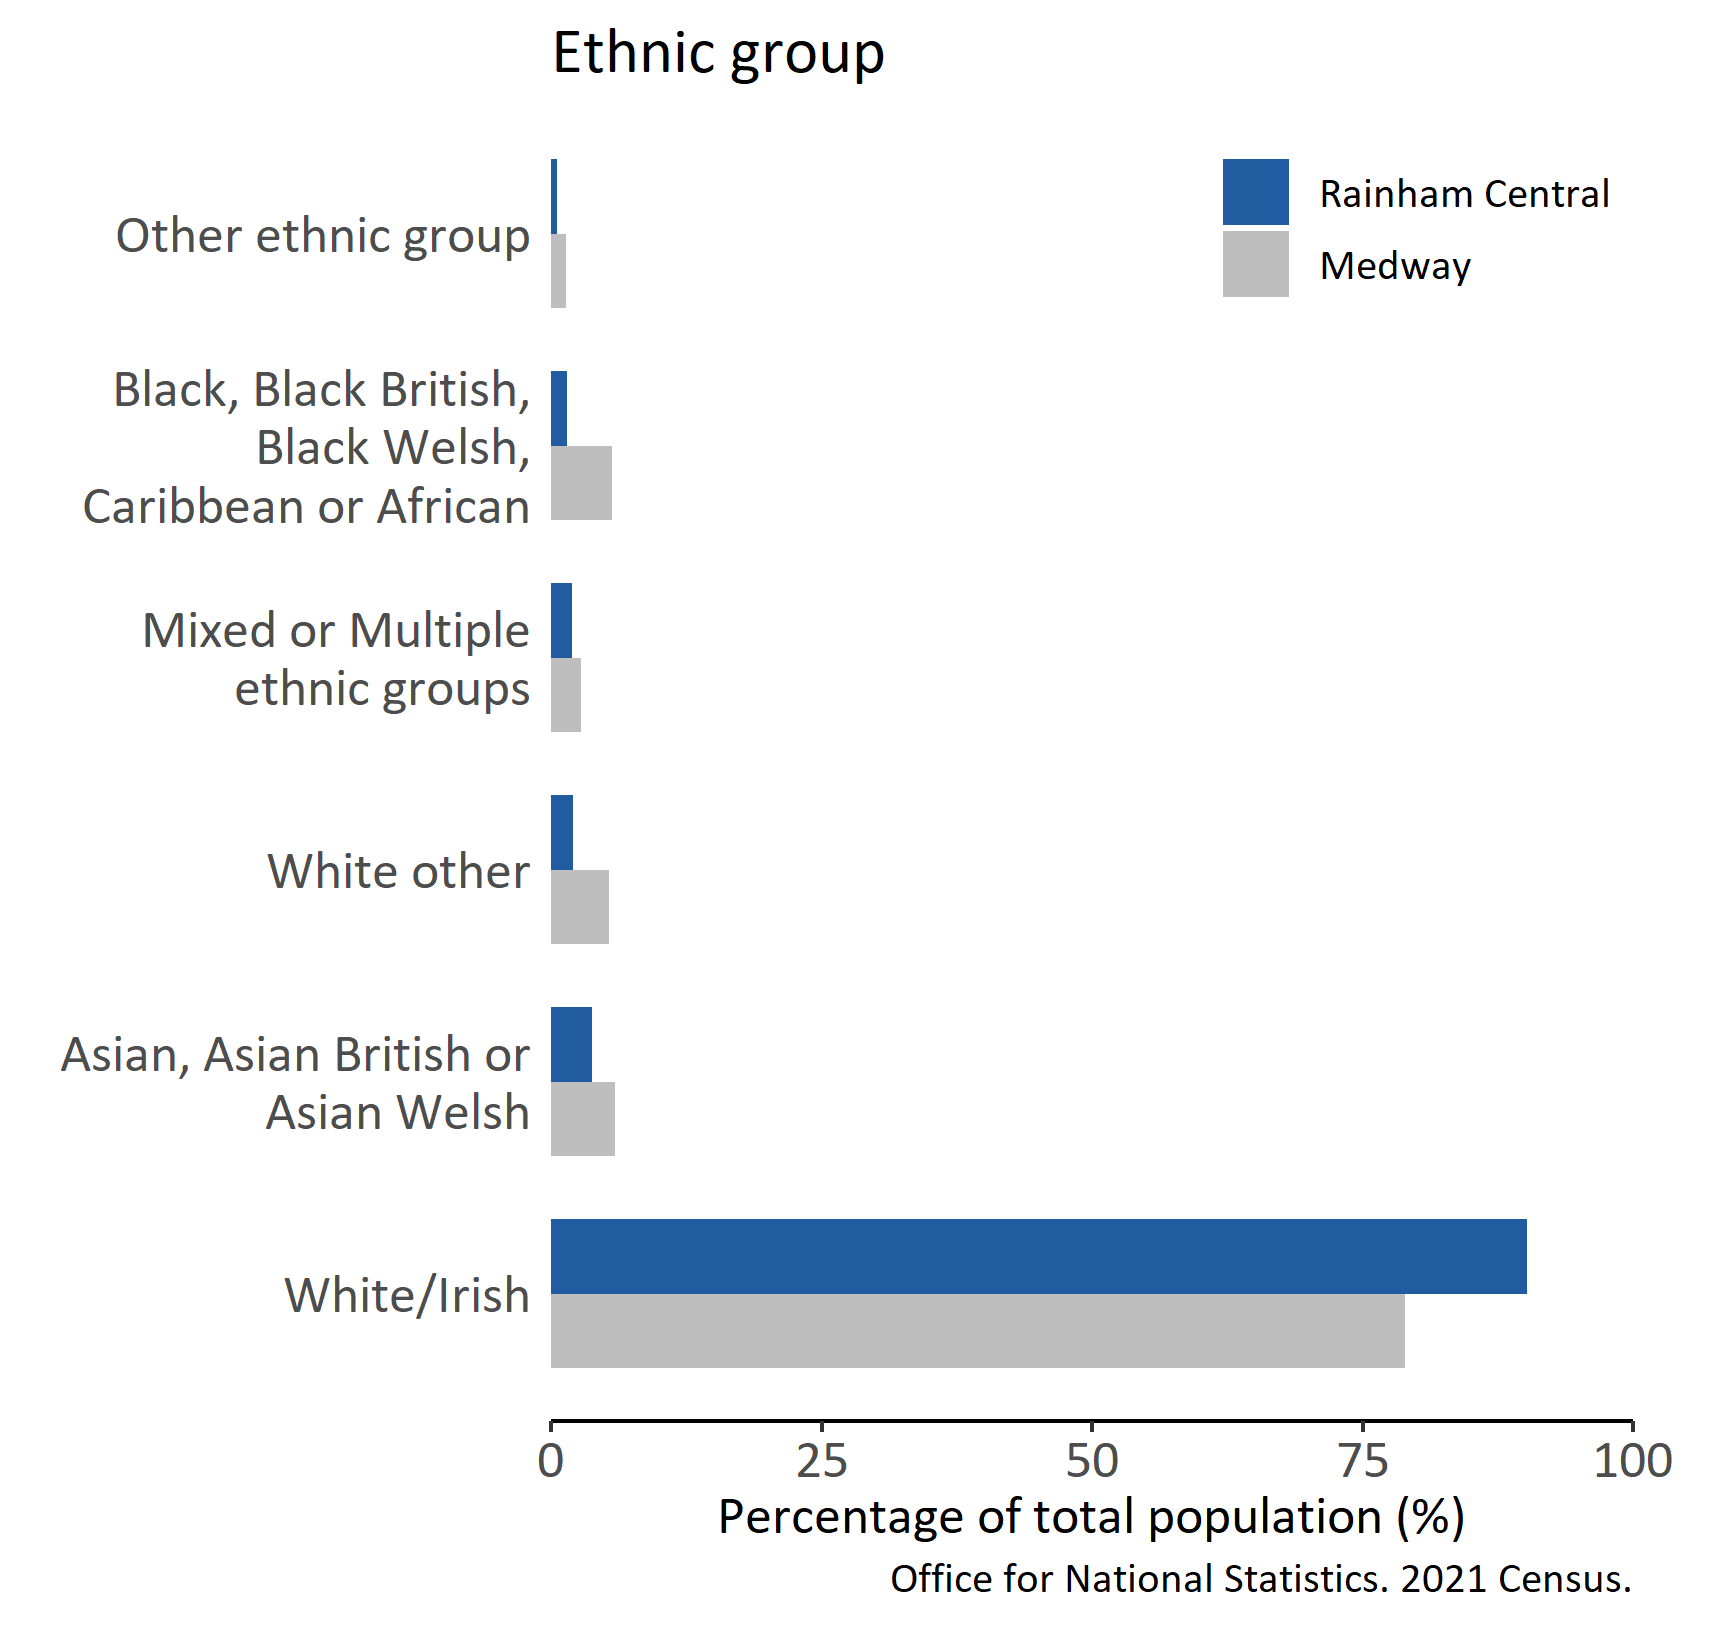 Ethnic group
Rainham Central
Medway
Other ethnic group
Black, Black British,
Black Welsh,
Caribbean or African
Mixed or Multiple
ethnic groups
White other
Asian, Asian British or
Asian Welsh
White/Irish
0 25 50 75 100
Percentage of total population (%)
Office for National Statistics. 2021 Census.